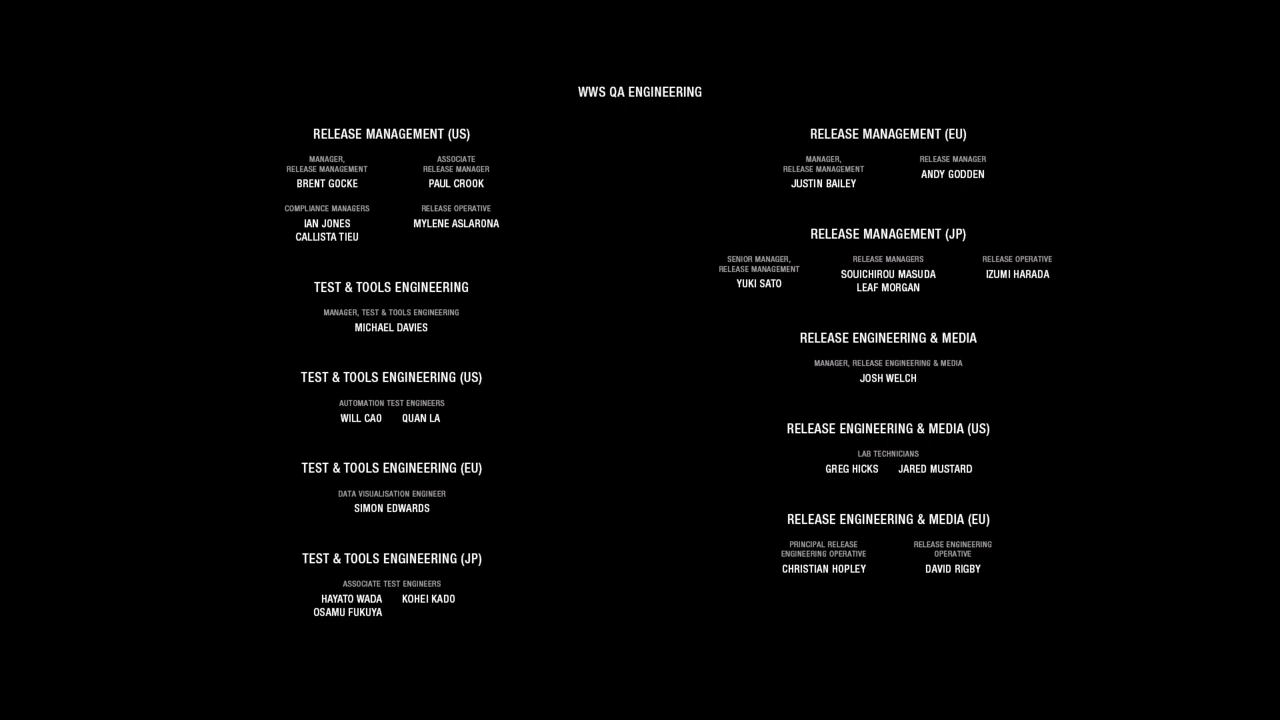 WWS QA ENGINEERING
RELEASE MANAGEMENT (US)
MANAGER,
RELEASE MANAGEMENT
BRENT GOCKE
ASSOCIATE
RELEASE MANAGER
PAUL CROOK
COMPLIANCE MANAGERS
IAN JONES
CALLISTA TIEU
RELEASE OPERATIVE
MYLENE ASLARONA
TEST & TOOLS ENGINEERING
MANAGER, TEST & TOOLS ENGINEERING
MICHAEL DAVIES
TEST & TOOLS ENGINEERING (US)
AUTOMATION TEST ENGINEERS
WILL CAO QUAN LA
TEST & TOOLS ENGINEERING (EU)
DATA VISUALISATION ENGINEER
SIMON EDWARDS
TEST & TOOLS ENGINEERING (JP)
ASSOCIATE TEST ENGINEERS
HAYATO WADA KOHEI KADO
OSAMU FUKUYA
RELEASE MANAGEMENT (EU)
MANAGER,
RELEASE MANAGEMENT
JUSTIN BAILEY
RELEASE MANAGER
ANDY GODDEN
RELEASE MANAGEMENT (JP)
SENIOR MANAGER,
RELEASE MANAGEMENT
YUKI SATO
RELEASE MANAGERS
SOUICHIROU MASUDA
LEAF MORGAN
RELEASE OPERATIVE
IZUMI HARADA
RELEASE ENGINEERING & MEDIA
MANAGER, RELEASE ENGINEERING & MEDIA
JOSH WELCH
RELEASE ENGINEERING & MEDIA (US)
LAB TECHNICIANS
GREG HICKS JARED MUSTARD
RELEASE ENGINEERING & MEDIA (EU)
PRINCIPAL RELEASE
ENGINEERING OPERATIVE
CHRISTIAN HOPLEY
RELEASE ENGINEERING
OPERATIVE
DAVID RIGBY